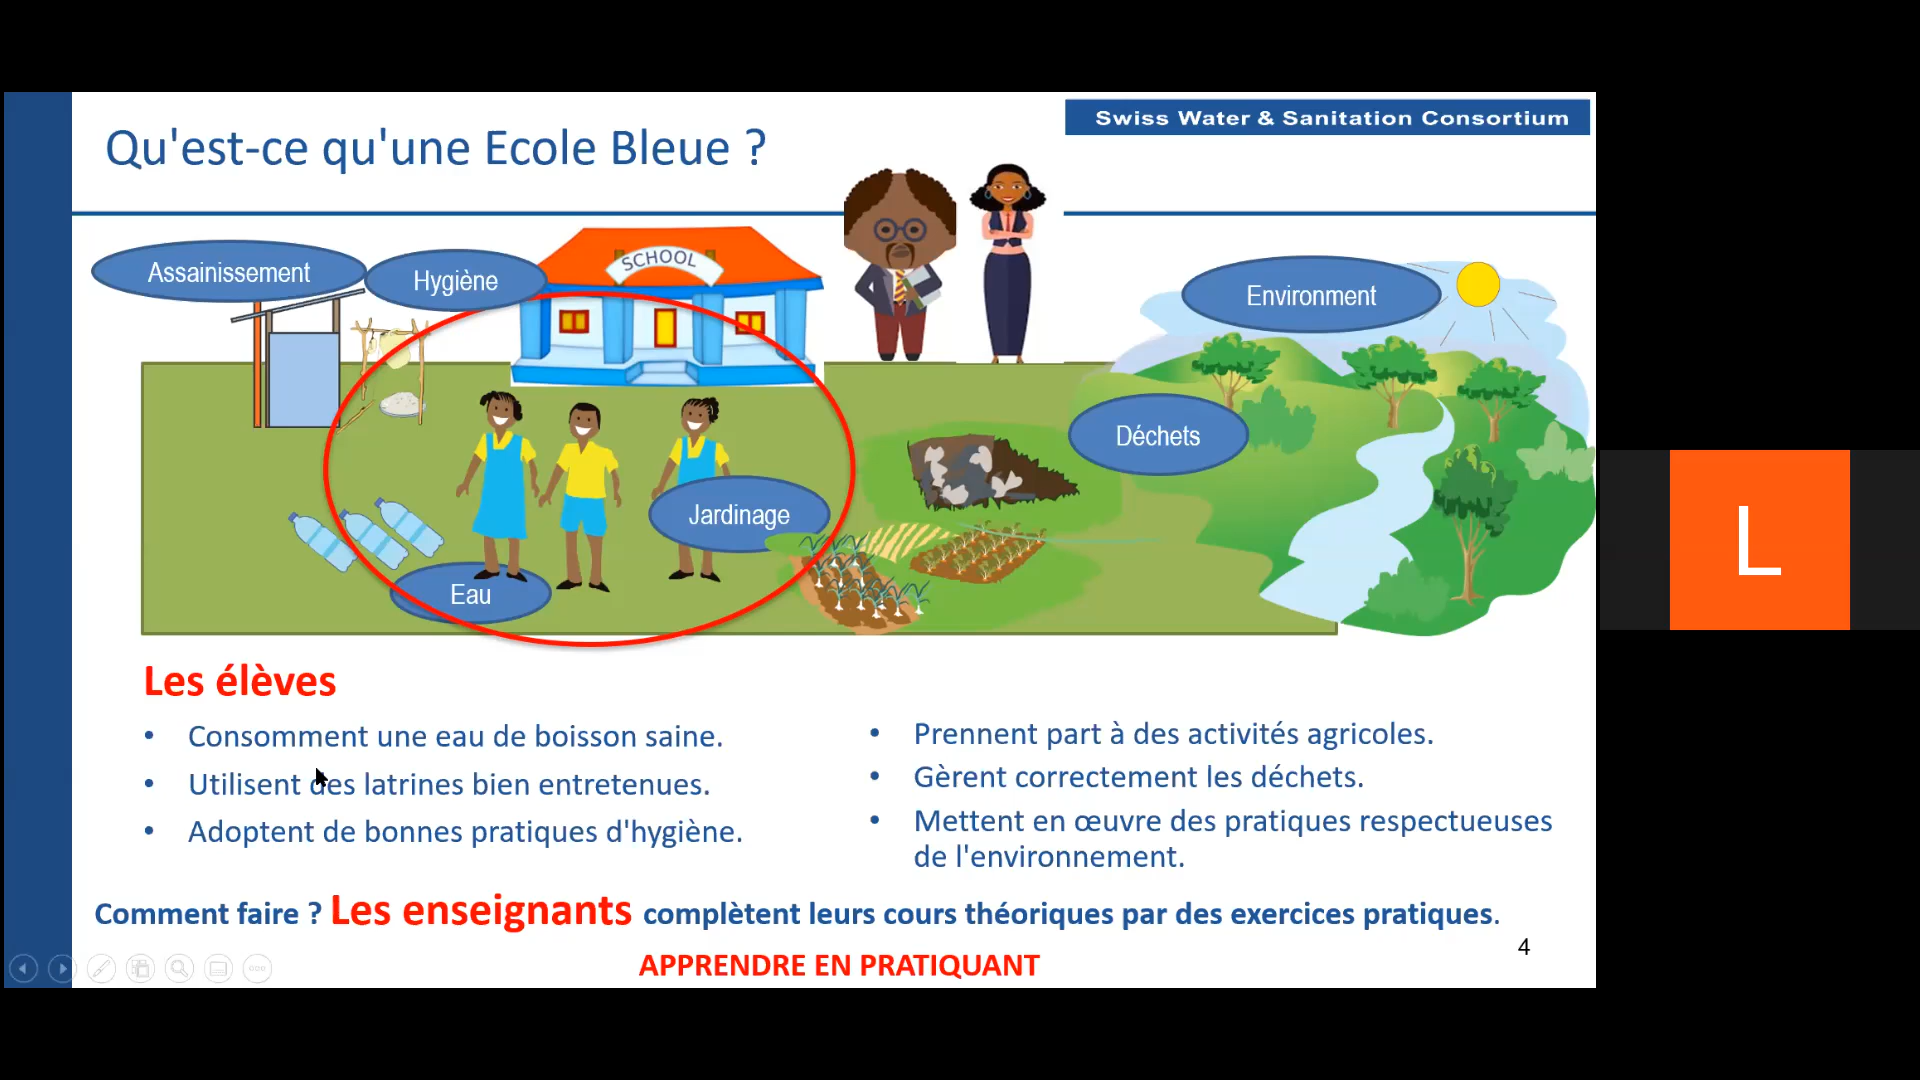 Swiss Water & Sanitation Consortium
Qu'est-ce qu'une Ecole Bleue ?
Assainissement
Hygiène
SCHOOL
Environment
Déchets
Jardinage
Eau
L
Les élèves
• Consomment une eau de boisson saine.
• Utilisent des latrines bien entretenues.
• Adoptent de bonnes pratiques d'hygiène.
• Prennent part à des activités agricoles.
• Gèrent correctement les déchets.
• Mettent en œuvre des pratiques respectueuses
de l'environnement.
Comment faire ? Les enseignants complètent leurs cours théoriques par des exercices pratiques.
4
APPRENDRE EN PRATIQUANT